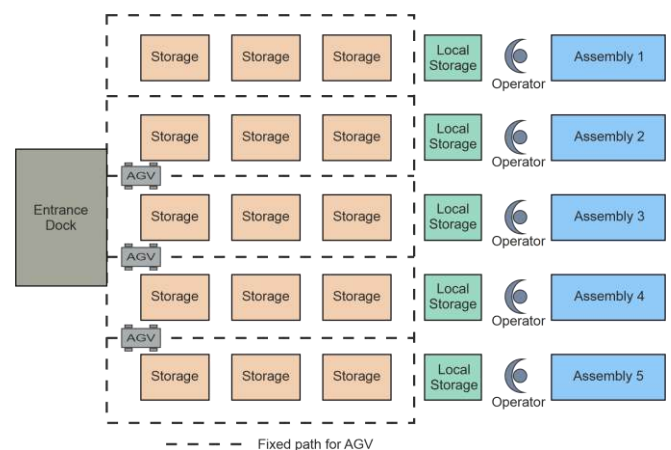 Storage Storage Storage Local Storage Operator Assembly 1
Storage Storage Storage Local Storage Operator Assembly 2
AGV
Entrance Dock
Storage Storage Storage Local Storage Operator Assembly 3
AGV
Storage Storage Storage Local Storage Operator Assembly 4
AGV
Storage Storage Storage Local Storage Operator Assembly 5
Fixed path for AGV